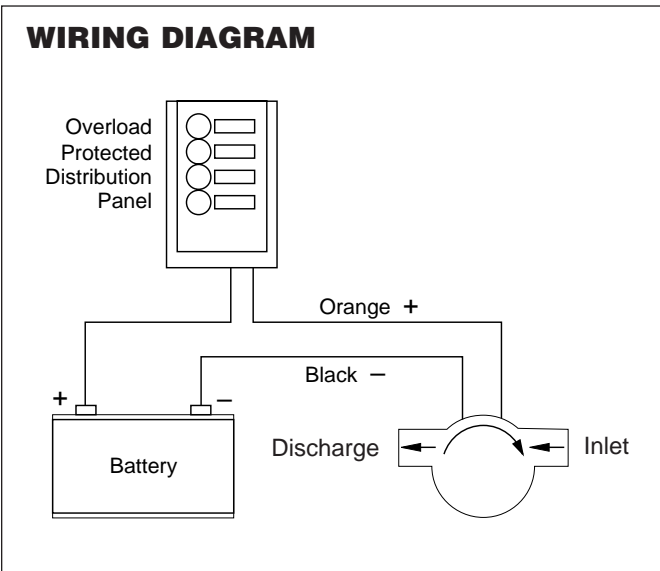 WIRING DIAGRAM
Overload
Protected
Distribution
Panel
Orange +
Black –
+
–
Battery
Discharge
Inlet